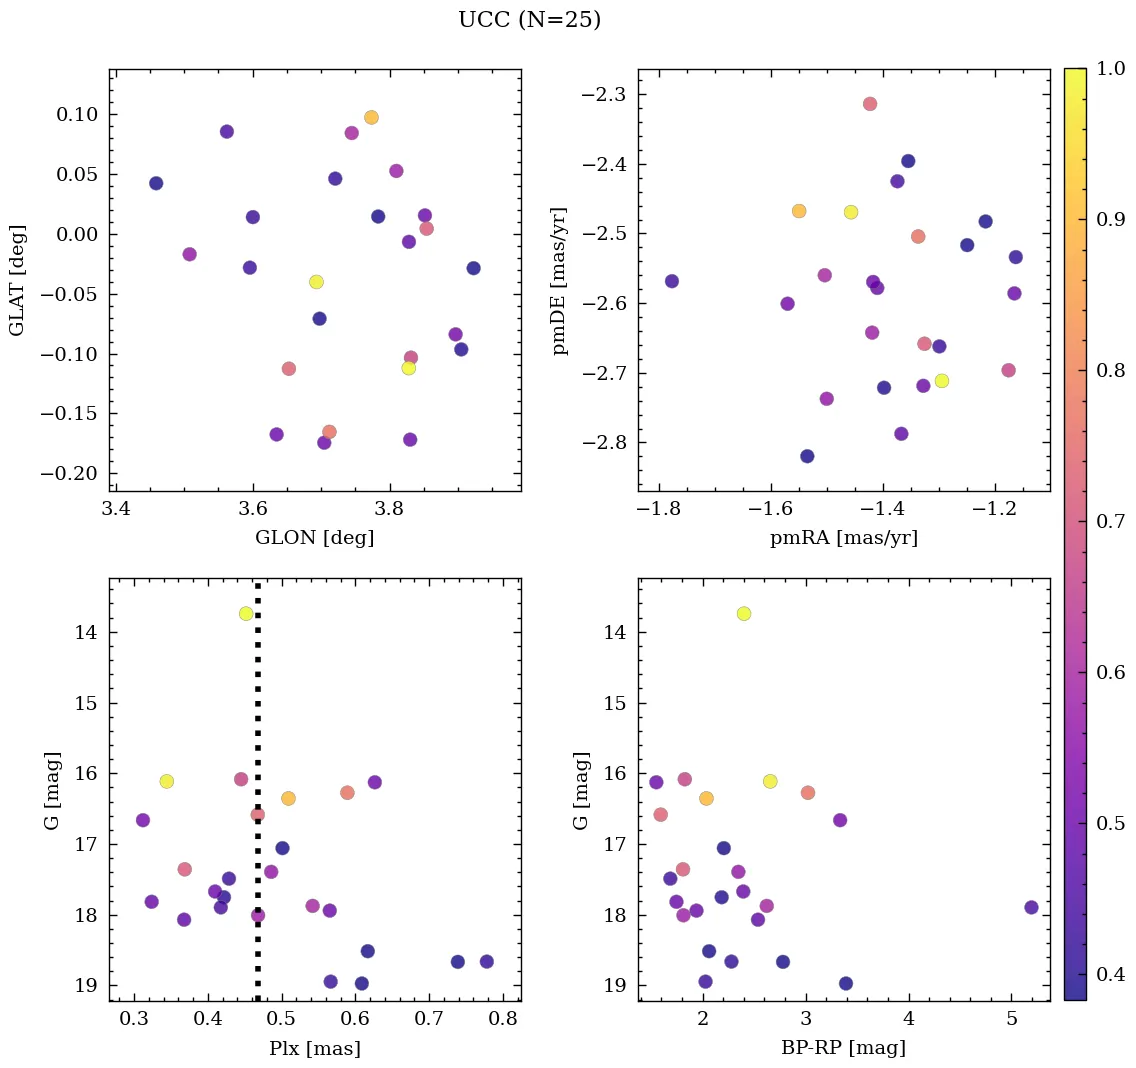 UCC (N=25)
0.10
0.05
0.00
−0.05
−0.10
−0.15
−0.20
GLAT [deg]
3.4 3.6 3.8
GLON [deg]
−2.3
−2.4
−2.5
−2.6
−2.7
−2.8
pmDE [mas/yr]
−1.8 −1.6 −1.4 −1.2
pmRA [mas/yr]
1.0
0.9
0.8
0.7
0.6
0.5
0.4
14
15
16
17
18
19
G [mag]
0.3 0.4 0.5 0.6 0.7 0.8
Plx [mas]
14
15
16
17
18
19
G [mag]
2 3 4 5
BP-RP [mag]